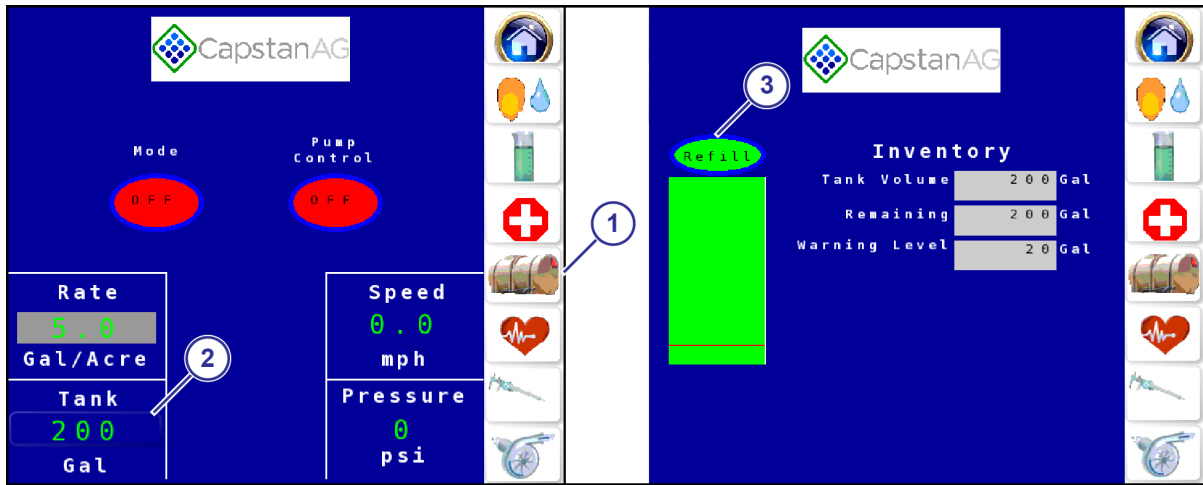 CapstanAG
Mode
Pump
Control
OFF
OFF
Rate
5.0
Gal/Acre
Tank
200
Gal
Speed
0.0
mph
Pressure
0
psi
1
2
CapstanAG
3
Refill
Inventory
Tank Volume 200 Gal
Remaining 200 Gal
Warning Level 20 Gal